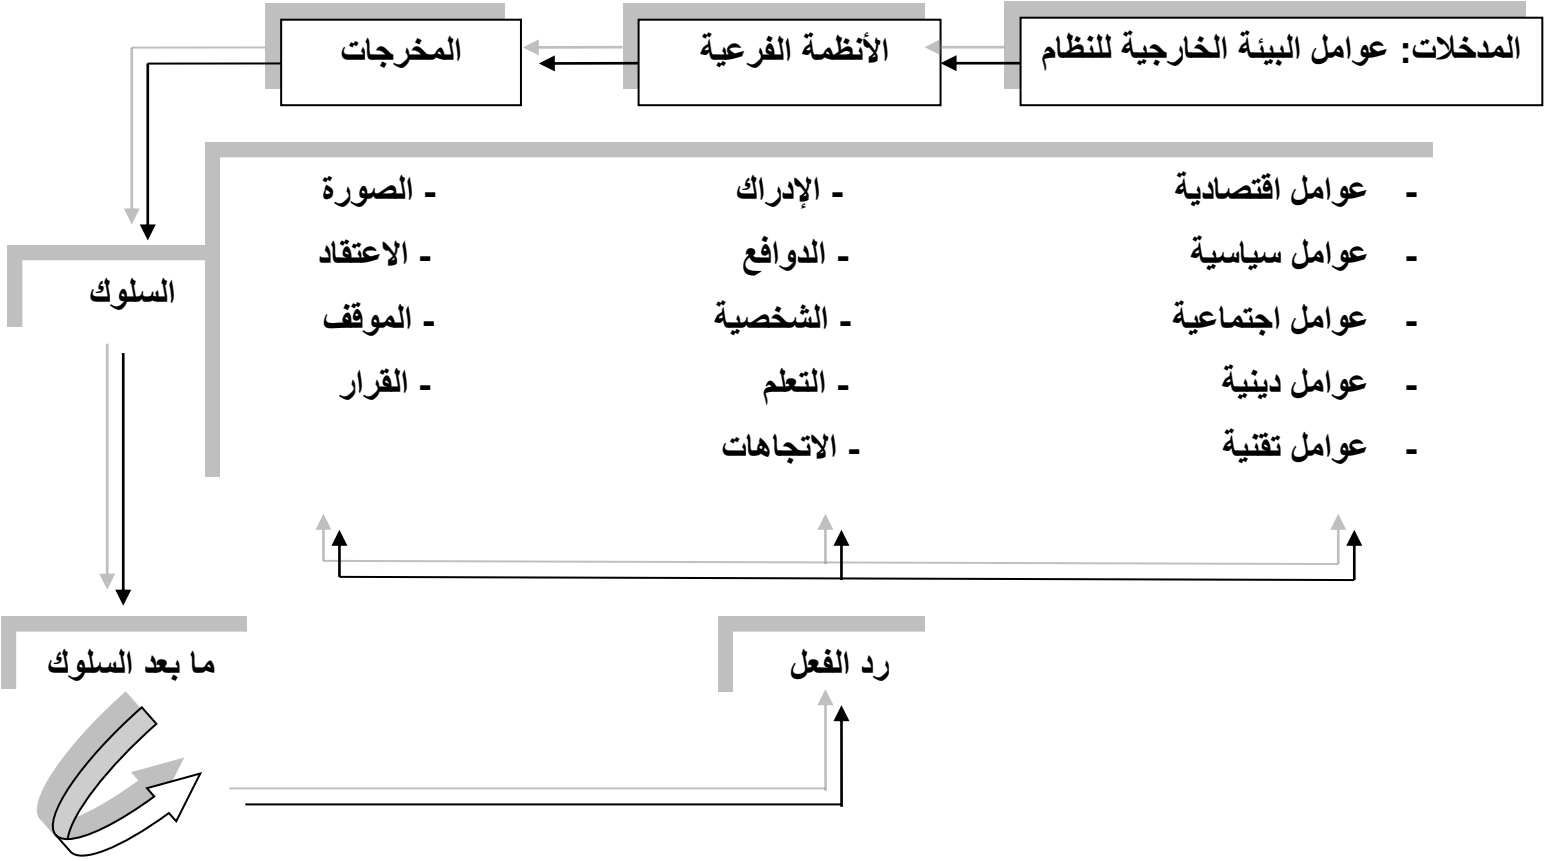 المدخلات: عوامل البيئة الخارجية للنظام
الأنظمة الفرعية
المخرجات
- عوامل اقتصادية
- عوامل سياسية
- عوامل اجتماعية
- عوامل دينية
- عوامل تقنية
- الإدراك
- الدوافع
- الشخصية
- التعلم
- الاتجاهات
- الصورة
- الاعتقاد
- الموقف
- القرار
السلوك
ما بعد السلوك
رد الفعل